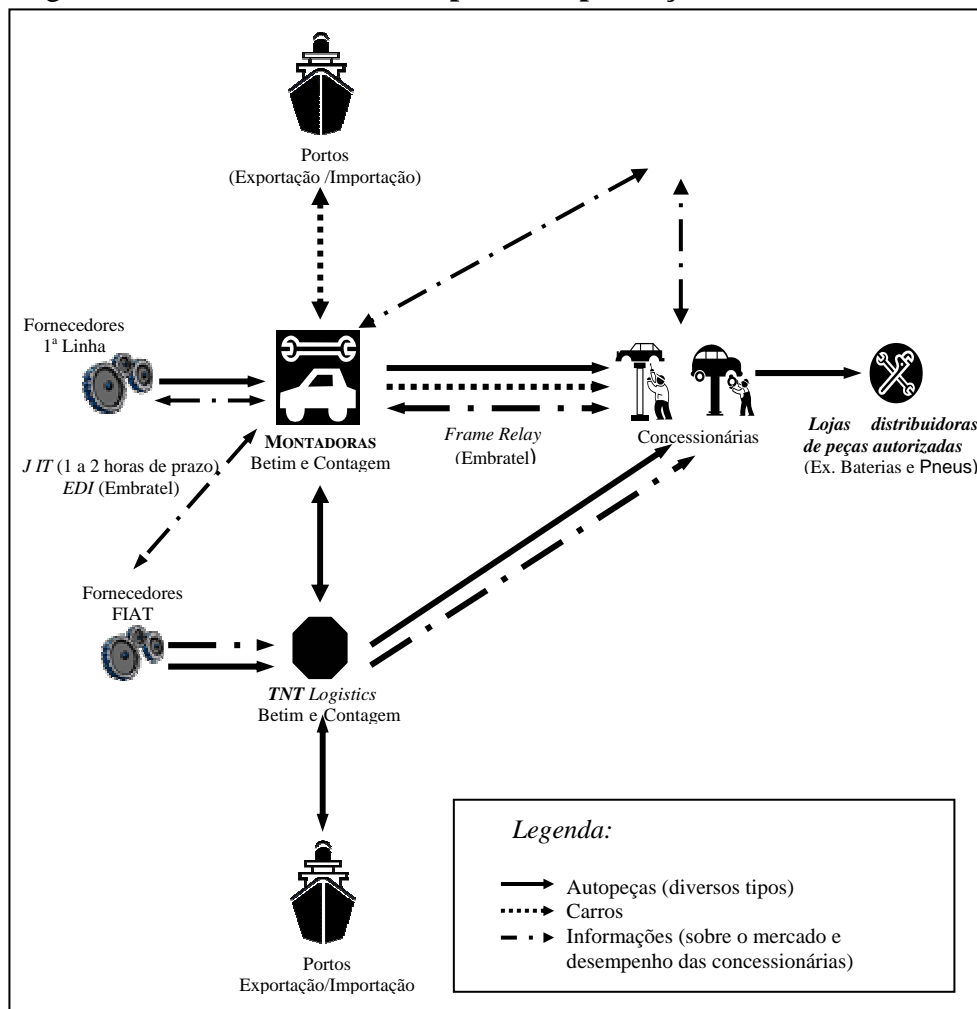 Portos
(Exportação /Importação)
Fornecedores
1ª Linha
MONTADORAS
Betim e Contagem
Frame Relay
(Embratel)
Concessionárias
Lojas distribuidoras
de peças autorizadas
(Ex. Baterias e Pneus)
J IT (1 a 2 horas de prazo)
EDI (Embratel)
Fornecedores
FIAT
TNT Logistics
Betim e Contagem
Portos
Exportação/Importação
Legenda:
Autopeças (diversos tipos)
Carros
Informações (sobre o mercado e
desempenho das concessionárias)